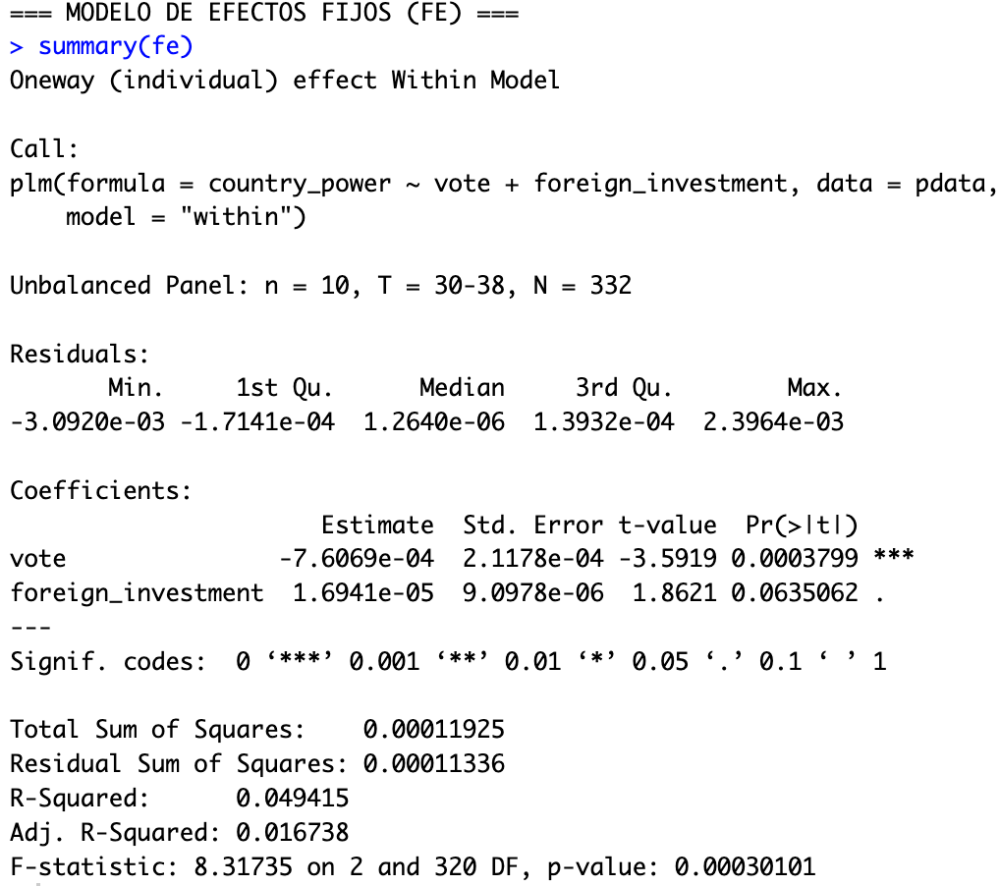 === MODELO DE EFECTOS FIJOS (FE) ===
> summary(fe)
Oneway (individual) effect Within Model
Call:
plm(formula = country_power ~ vote + foreign_investment, data = pdata,
    model = "within")
Unbalanced Panel: n = 10, T = 30-38, N = 332
Residuals:
       Min.     1st Qu.      Median     3rd Qu.        Max.
-3.0920e-03 -1.7141e-04  1.2640e-06  1.3932e-04  2.3964e-03
Coefficients:
                      Estimate  Std. Error t-value  Pr(>|t|)
vote               -7.6069e-04  2.1178e-04 -3.5919 0.0003799 ***
foreign_investment  1.6941e-05  9.0978e-06  1.8621 0.0635062 .
---
Signif. codes:  0 ‘***’ 0.001 ‘**’ 0.01 ‘*’ 0.05 ‘.’ 0.1 ‘ ’ 1
Total Sum of Squares:    0.00011925
Residual Sum of Squares: 0.00011336
R-Squared:      0.049415
Adj. R-Squared: 0.016738
F-statistic: 8.31735 on 2 and 320 DF, p-value: 0.00030101